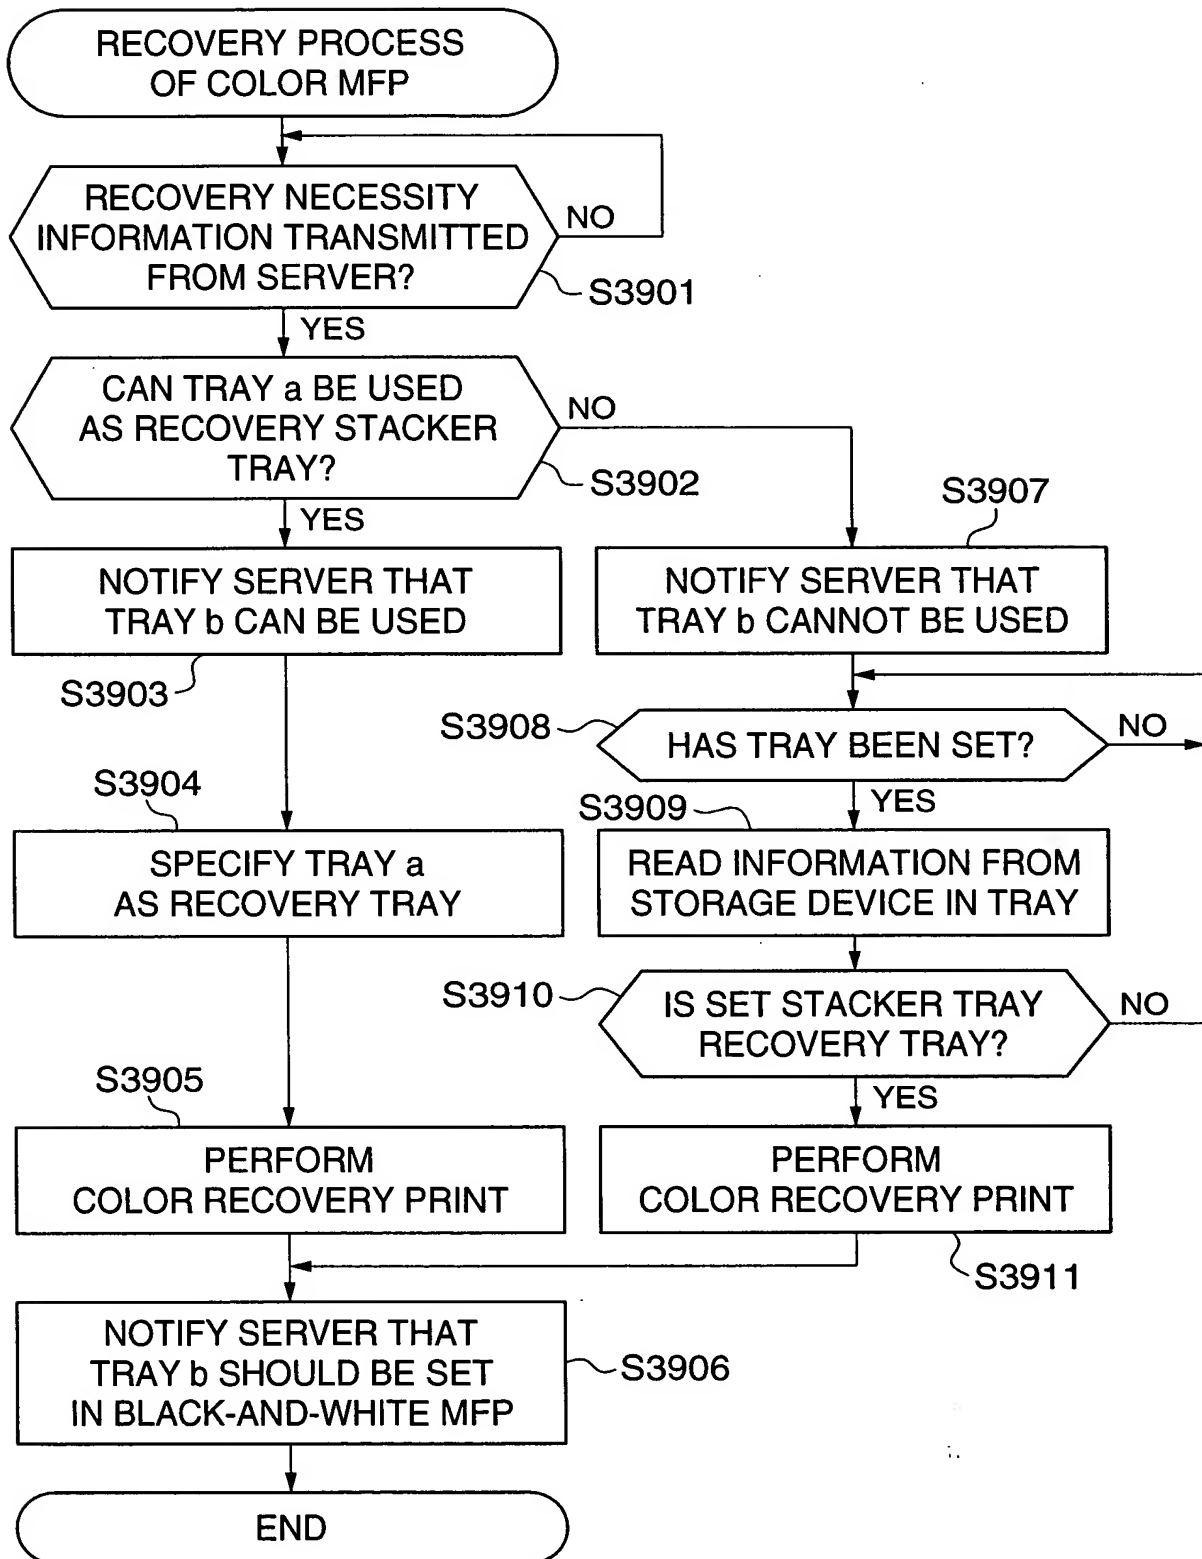 RECOVERY PROCESS
OF COLOR MFP
RECOVERY NECESSITY
INFORMATION TRANSMITTED
FROM SERVER?
NO
S3901
YES
CAN TRAY a BE USED
AS RECOVERY STACKER
TRAY?
NO
S3902
YES
NOTIFY SERVER THAT
TRAY b CAN BE USED
S3903
S3904
SPECIFY TRAY a
AS RECOVERY TRAY
S3905
PERFORM
COLOR RECOVERY PRINT
S3907
NOTIFY SERVER THAT
TRAY b CANNOT BE USED
S3908
HAS TRAY BEEN SET?
NO
YES
S3909
READ INFORMATION FROM
STORAGE DEVICE IN TRAY
S3910
IS SET STACKER TRAY
RECOVERY TRAY?
NO
YES
PERFORM
COLOR RECOVERY PRINT
S3911
NOTIFY SERVER THAT
TRAY b SHOULD BE SET
IN BLACK-AND-WHITE MFP
S3906
END